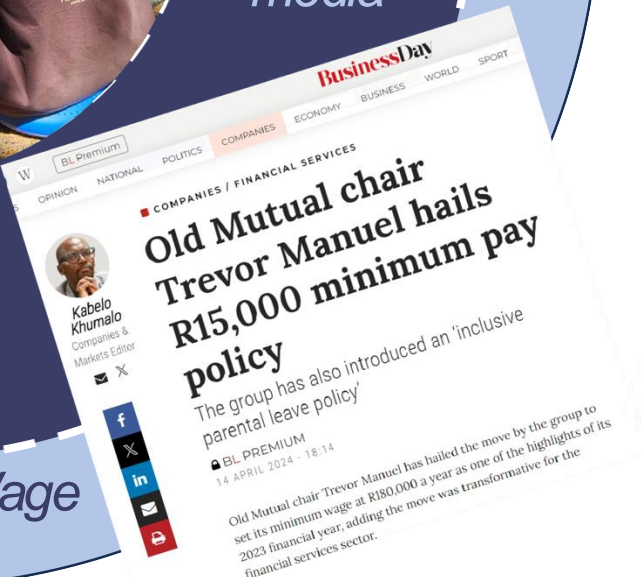 media
BusinessDay
W
BL Premium
S OPINION NATIONAL POLITICS COMPANIES ECONOMY BUSINESS WORLD SPORT
COMPANIES / FINANCIAL SERVICES
Old Mutual chair
Trevor Manuel hails
R15,000 minimum pay
policy
Kabelo
Khumalo
Companies &
Markets Editor
The group has also introduced an ‘inclusive
parental leave policy’
BL PREMIUM
14 APRIL 2024 - 18:14
f
X
in
Old Mutual chair Trevor Manuel has hailed the move by the group to
set its minimum wage at R180,000 a year as one of the highlights of its
2023 financial year, adding the move was transformative for the
financial services sector.